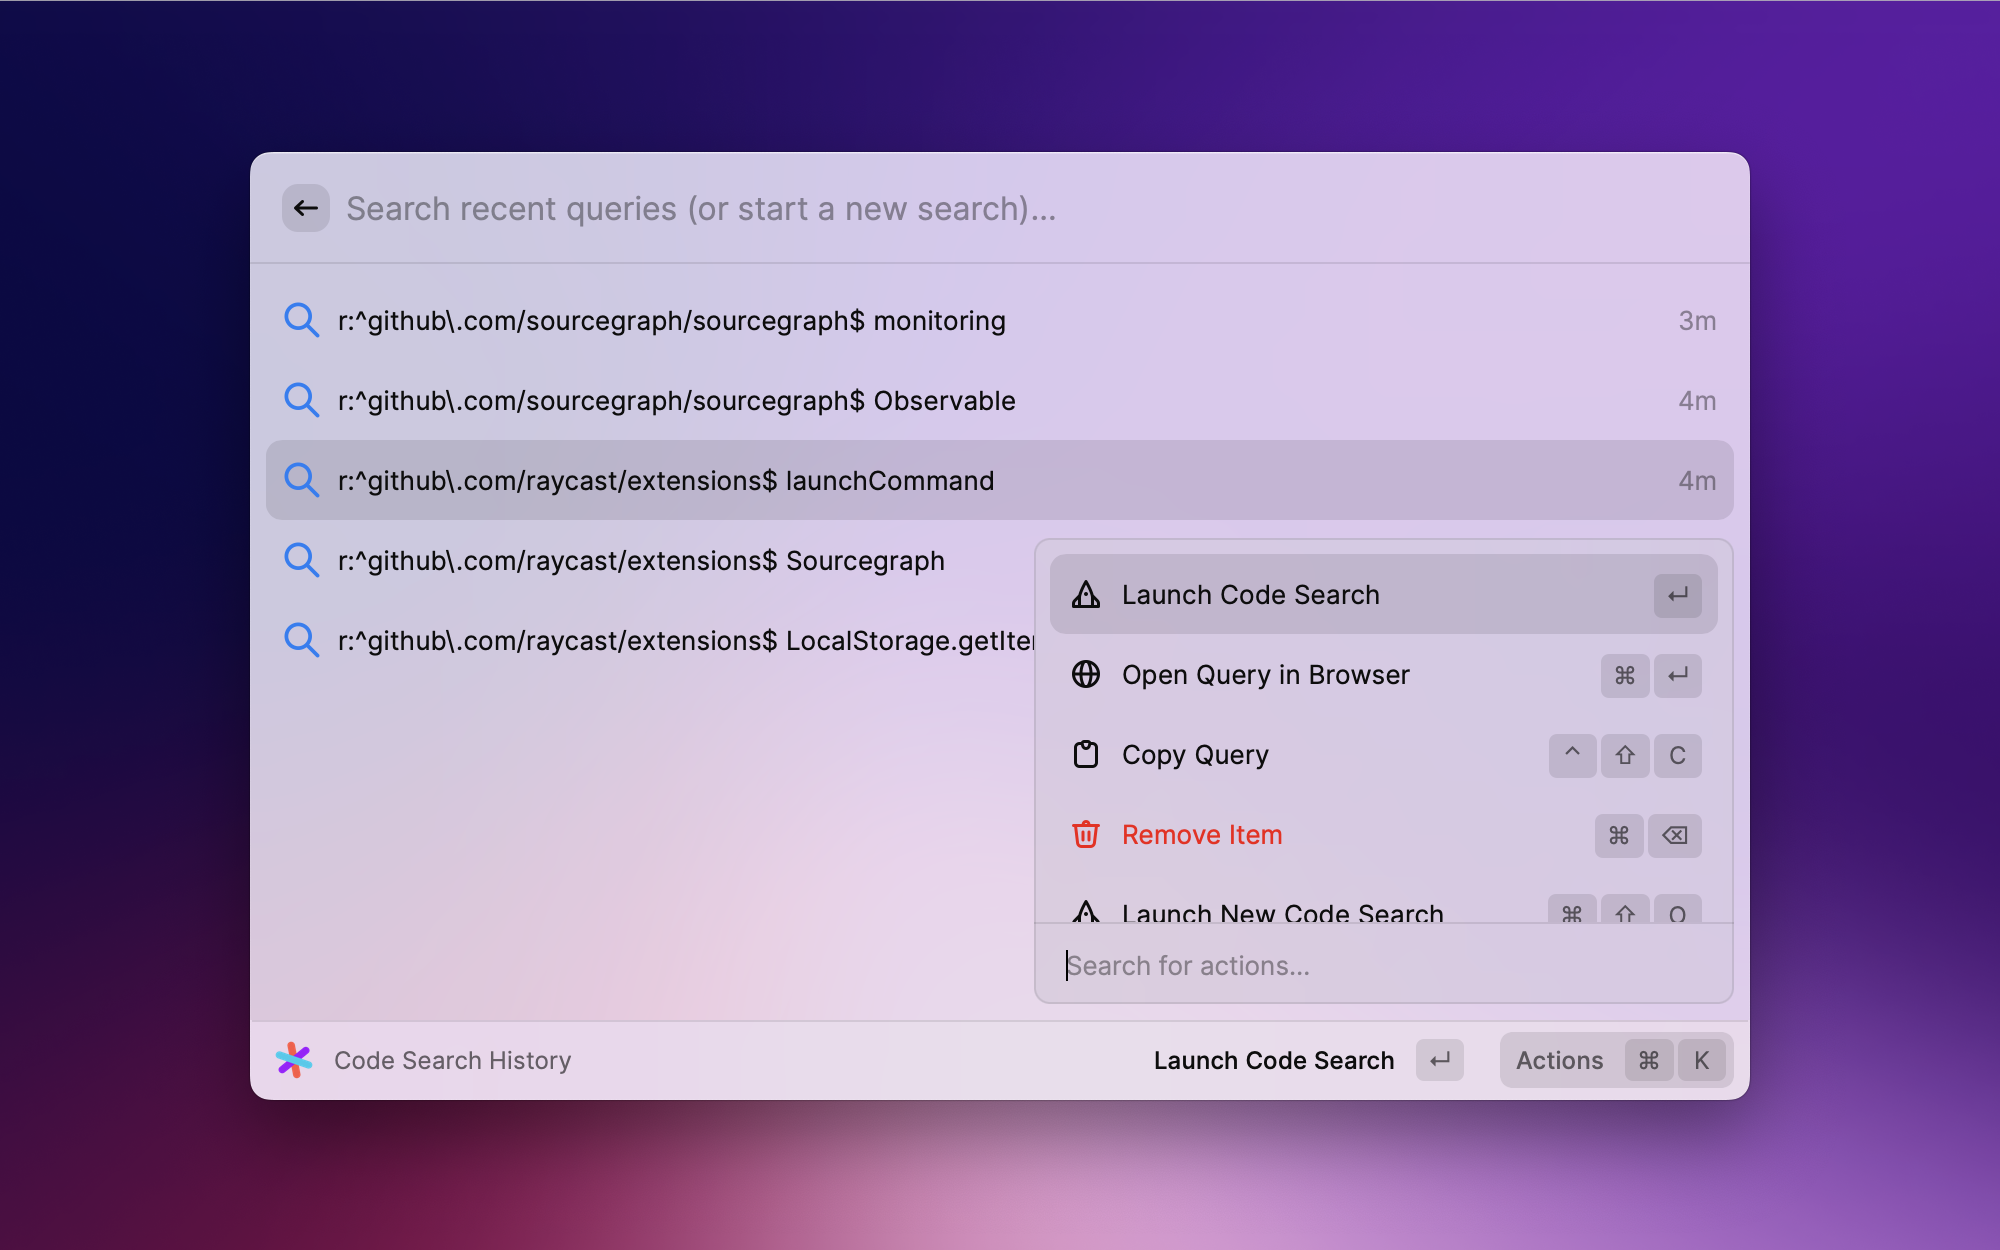 Search recent queries (or start a new search)...
r:^github\.com/sourcegraph/sourcegraph$ monitoring 3m
r:^github\.com/sourcegraph/sourcegraph$ Observable 4m
r:^github\.com/raycast/extensions$ launchCommand 4m
r:^github\.com/raycast/extensions$ Sourcegraph
r:^github\.com/raycast/extensions$
Launch Code Search ↵
Open Query in Browser ⌘ ↵
Copy Query ^ ⇧ C
Remove Item ⌘ ⌫
Launch New Code Search ⌘ ⇧
Search for actions...
Code Search History
Launch Code Search ↵ Actions ⌘ K